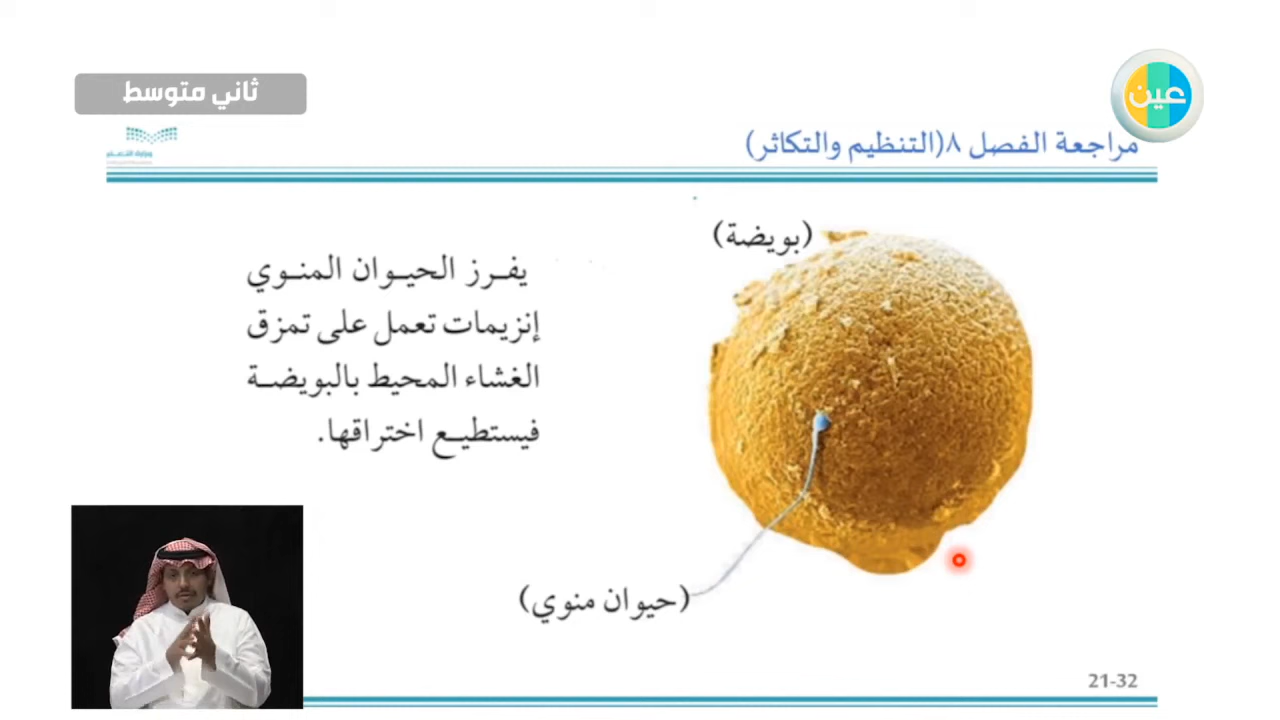 ثاني متوسط
عين
مراجعة الفصل ٨(التنظيم والتكاثر)
(بويضة)
يفرز الحيوان المنوي
إنزيمات تعمل على تمزق
الغشاء المحيط بالبويضة
فيستطيع اختراقها.
(حيوان منوي)
21-32